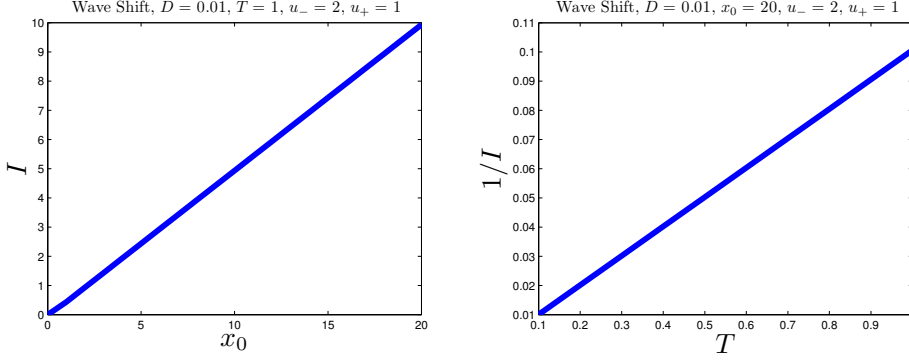 Wave Shift, D = 0.01, T = 1, u₋ = 2, u₊ = 1
I
10
9
8
7
6
5
4
3
2
1
0
0 5 10 15 20
x₀
Wave Shift, D = 0.01, x₀ = 20, u₋ = 2, u₊ = 1
1/I
0.11
0.1
0.09
0.08
0.07
0.06
0.05
0.04
0.03
0.02
0.01
0.1 0.2 0.3 0.4 0.5 0.6 0.7 0.8 0.9
T